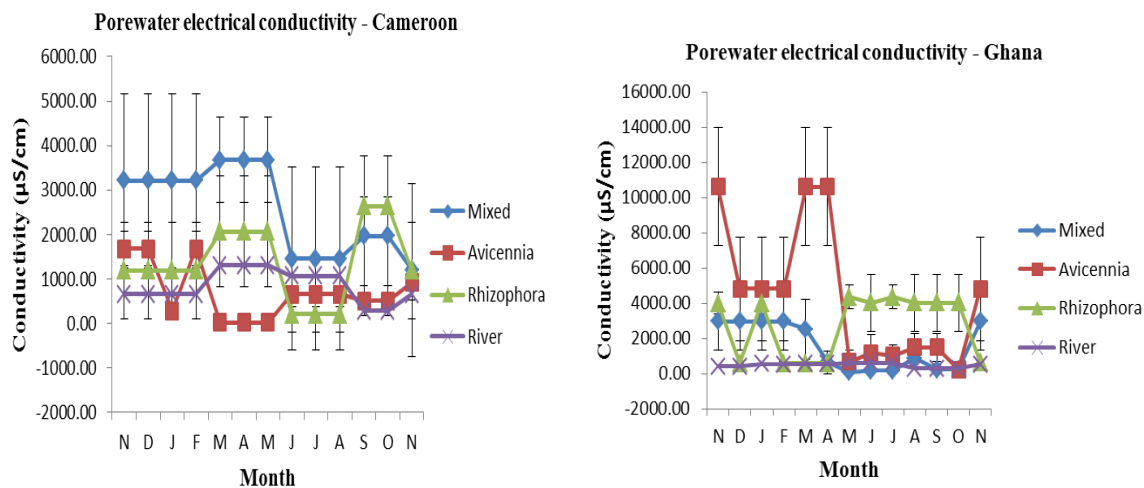 Porewater electrical conductivity - Cameroon
6000.00
5000.00
4000.00
3000.00
2000.00
1000.00
0.00
-1000.00
-2000.00
Conductivity (µS/cm)
N D J F M A M J J A S O N
Month
Mixed
Avicennia
Rhizophora
River
Porewater electrical conductivity - Ghana
16000.00
14000.00
12000.00
10000.00
8000.00
6000.00
4000.00
2000.00
0.00
-2000.00
Conductivity (µS/cm)
N D J F M A M J J A S O N
Month
Mixed
Avicennia
Rhizophora
River